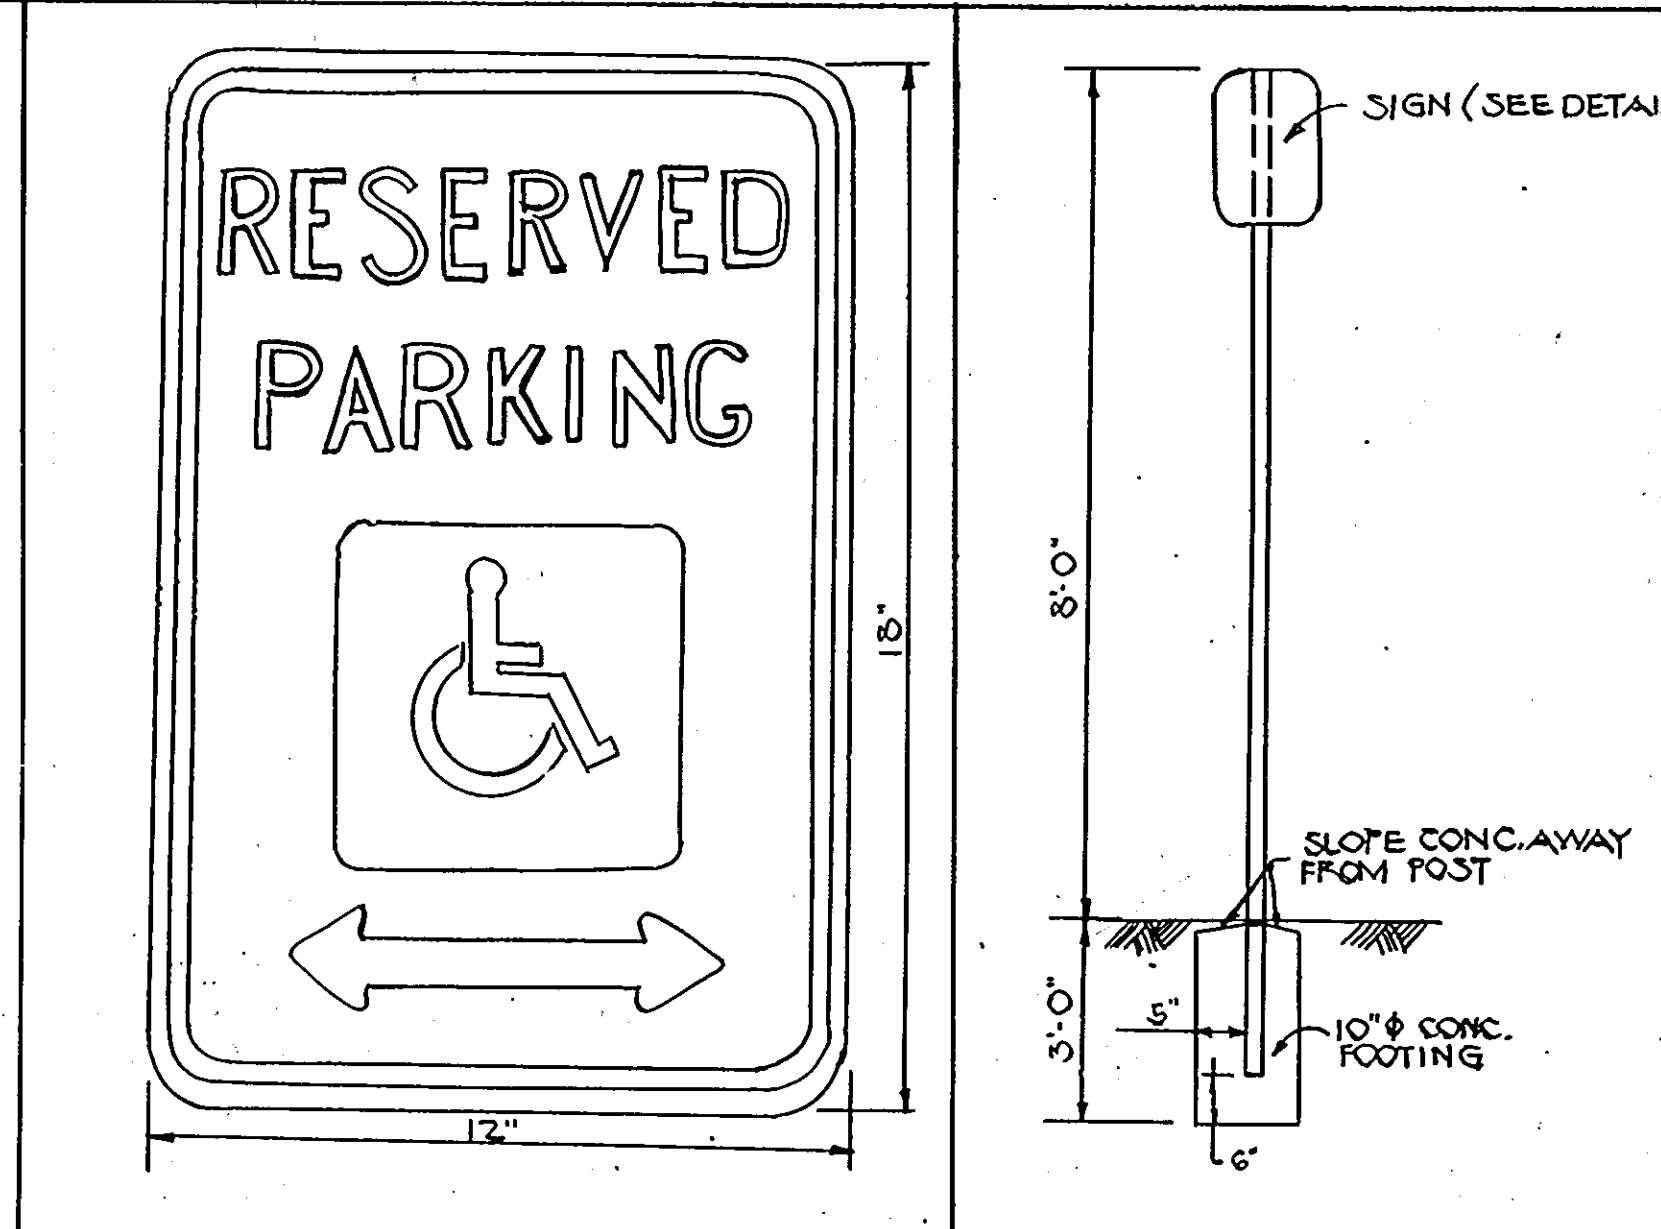 RESERVED
PARKING
18"
12"
SIGN (SEE DETAI
8'-0"
SLOPE CONC. AWAY
FROM POST
3'-0"
5"
10"ϕ CONC.
FOOTING
6"